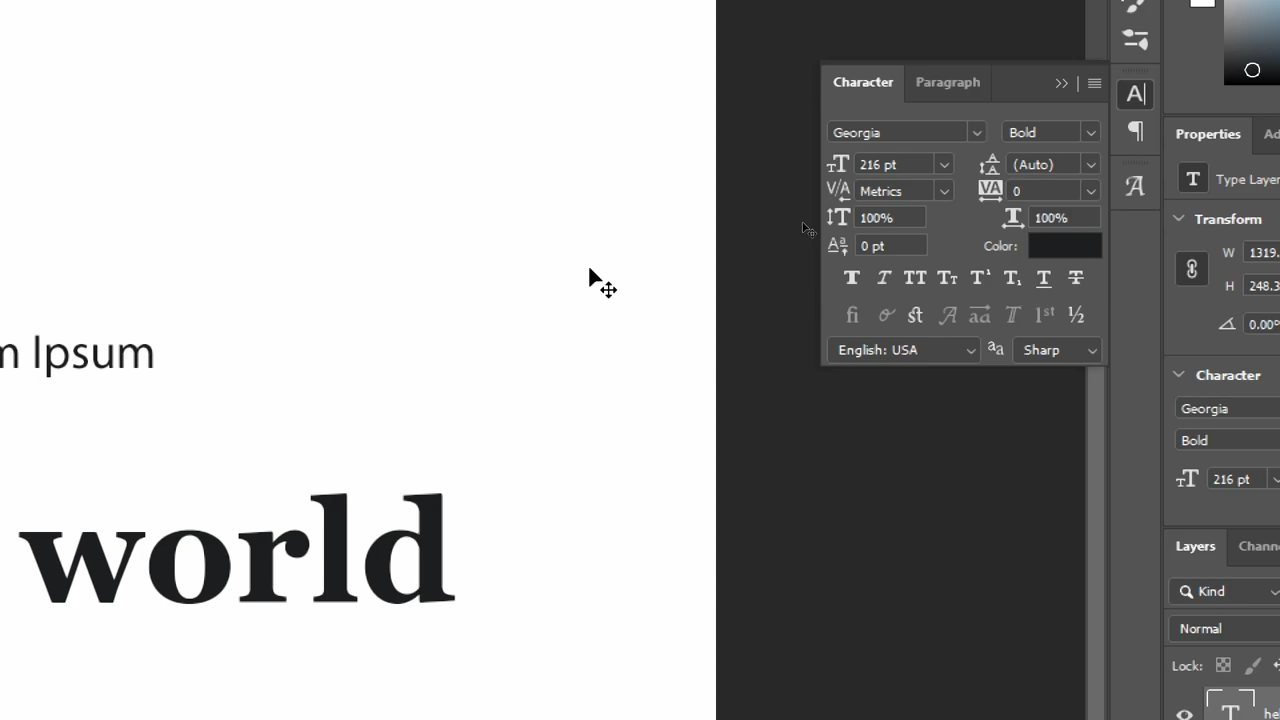 Character Paragraph
Georgia Bold
216 pt (Auto)
Metrics 0
100% 100%
0 pt Color:
English: USA Sharp
Properties
Type Layer
Transform
W 1319.
H 248.3
0.00°
Character
Georgia
Bold
216 pt
Layers
Kind
Normal
Lock:
Ipsum
world